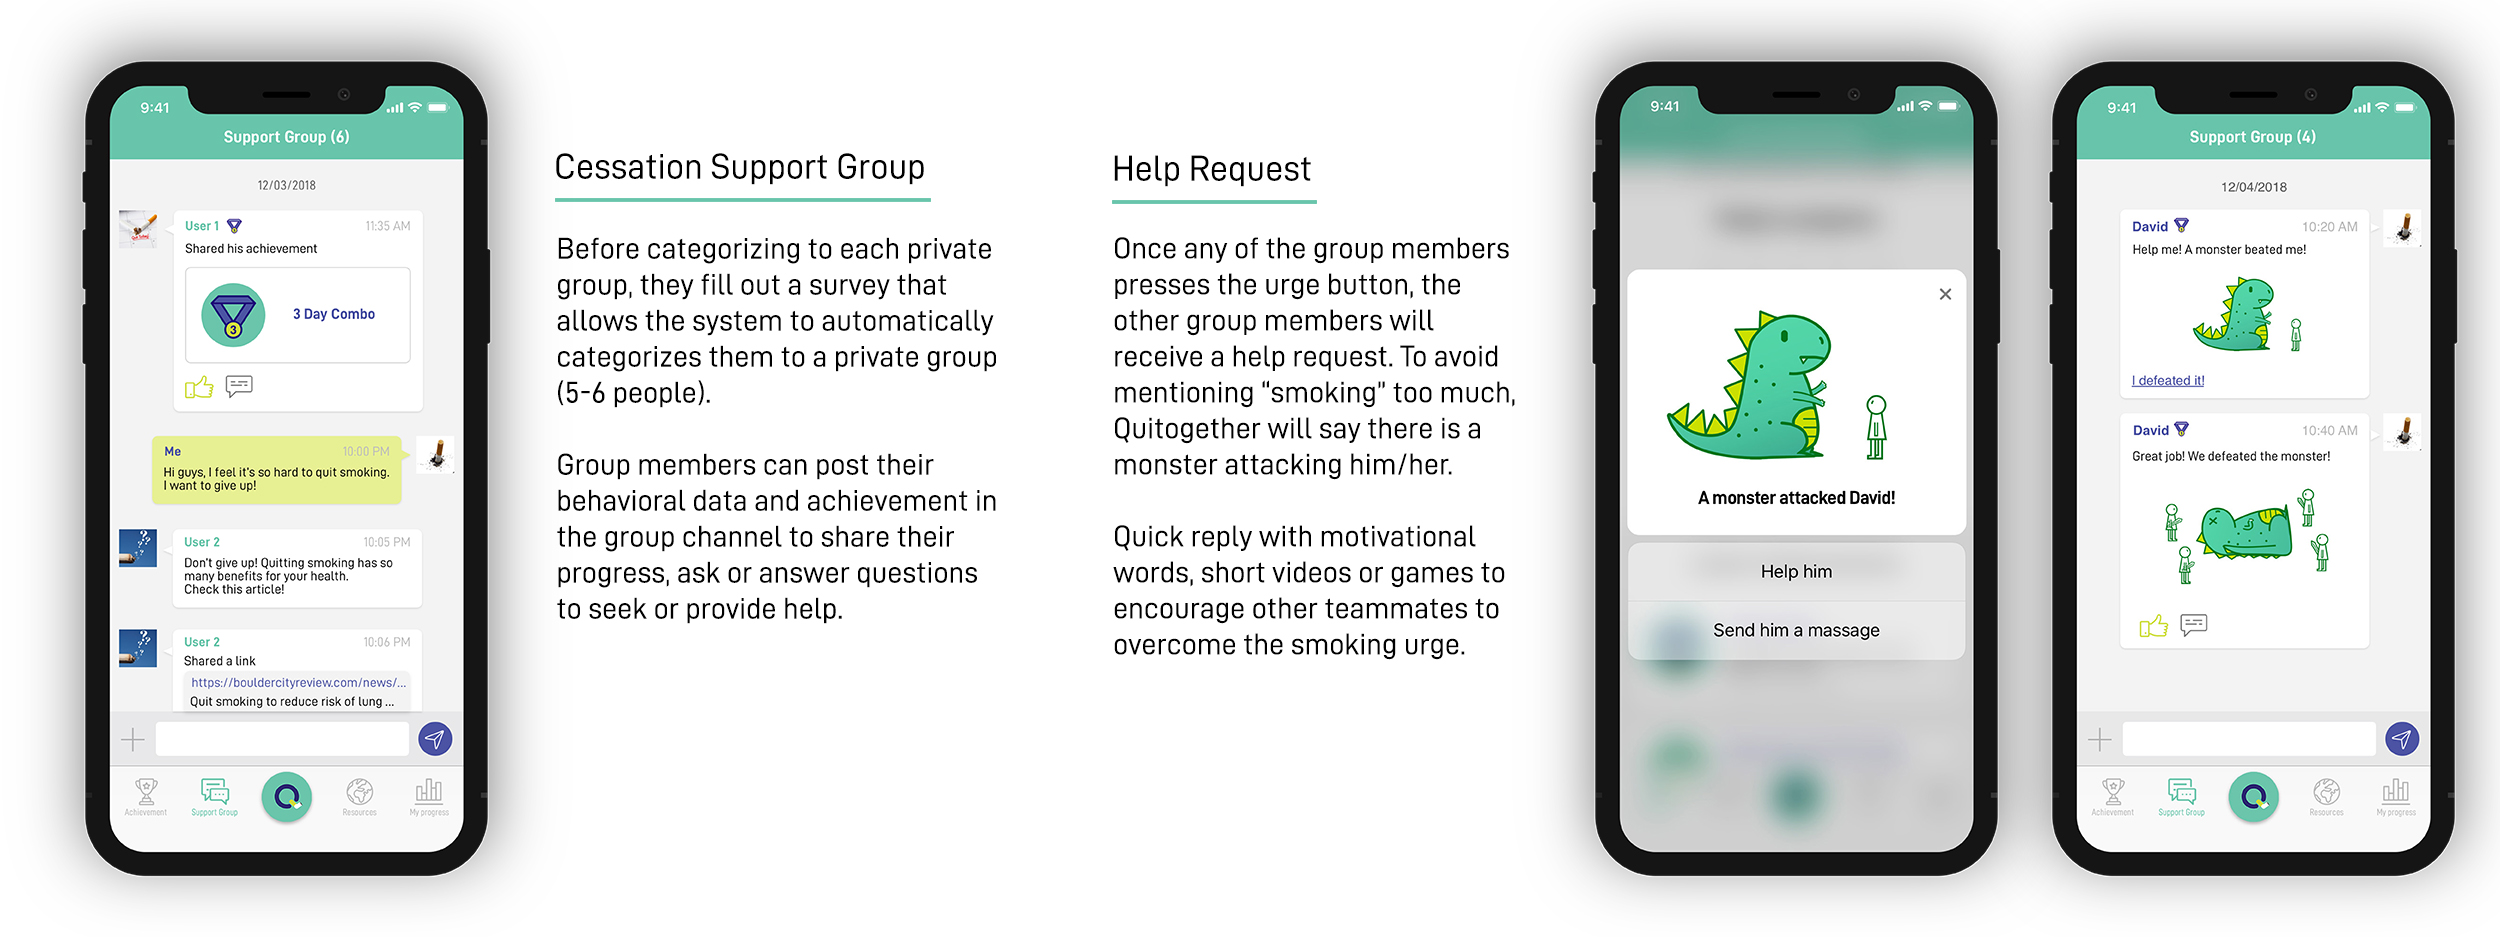 9:41
Support Group (6)
12/03/2018
User 1
11:35 AM
Shared his achievement
3
3 Day Combo
Me
10:00 PM
Hi guys, I feel it's so hard to quit smoking.
I want to give up!
User 2
10:05 PM
Don't give up! Quitting smoking has so
many benefits for your health.
Check this article!
User 2
10:06 PM
Shared a link
https://bouldercityreview.com/news/...
Quit smoking to reduce risk of lung ...
Achievement
Support Group
Resources
My progress
Cessation Support Group
Before categorizing to each private
group, they fill out a survey that
allows the system to automatically
categorizes them to a private group
(5-6 people).
Group members can post their
behavioral data and achievement in
the group channel to share their
progress, ask or answer questions
to seek or provide help.
Help Request
Once any of the group members
presses the urge button, the
other group members will
receive a help request. To avoid
mentioning “smoking” too much,
Quitogether will say there is a
monster attacking him/her.
Quick reply with motivational
words, short videos or games to
encourage other teammates to
overcome the smoking urge.
9:41
A monster attacked David!
Help him
Send him a massage
9:41
Support Group (4)
12/04/2018
David
10:20 AM
Help me! A monster beated me!
I defeated it!
David
10:40 AM
Great job! We defeated the monster!
Achievement
Support Group
Resources
My progress